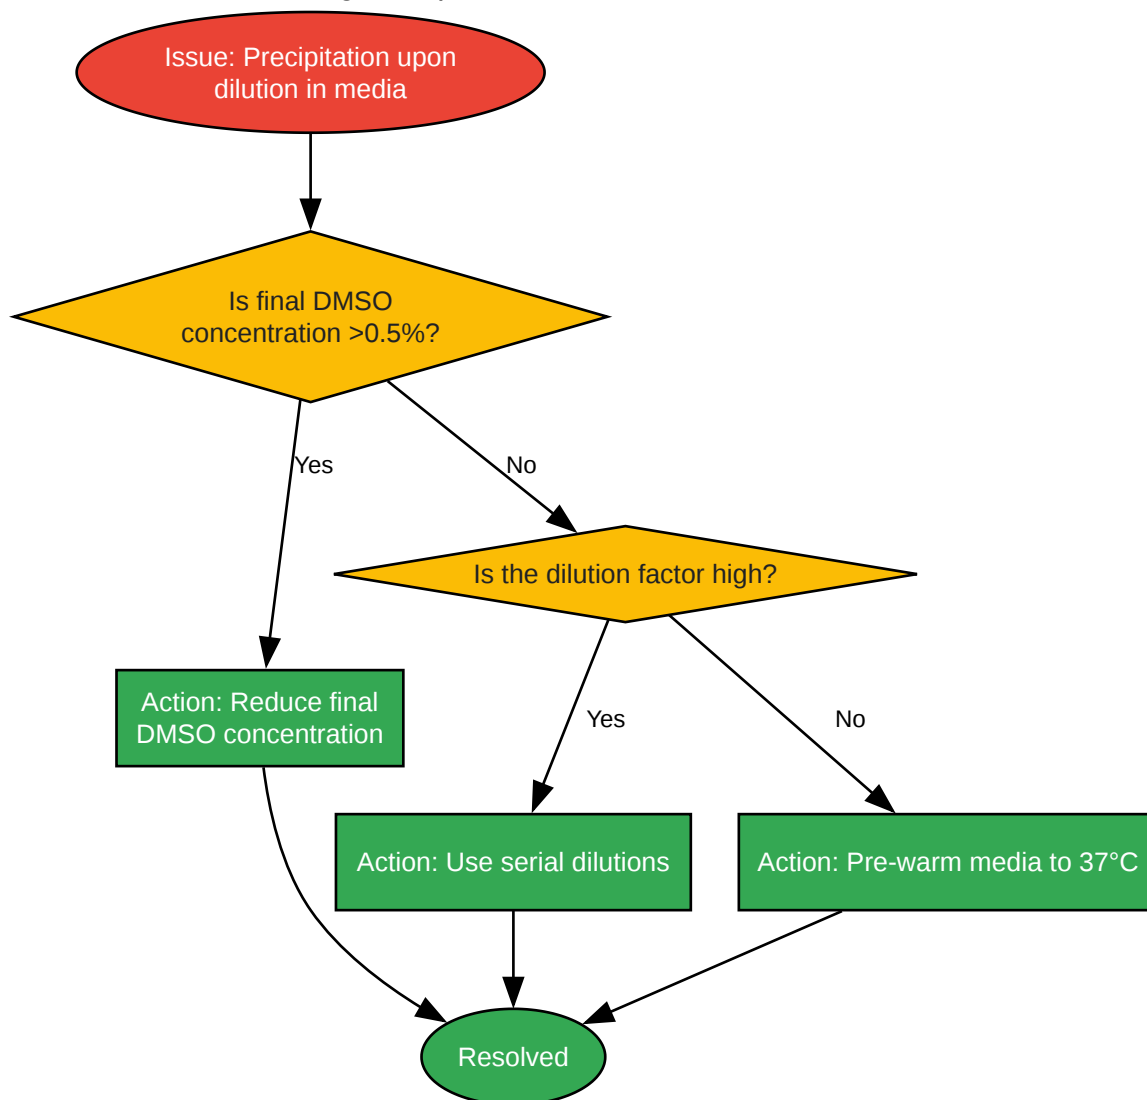 Issue: Precipitation upon
dilution in media
Is final DMSO
concentration >0.5%?
Yes
No
Is the dilution factor high?
Action: Reduce final
DMSO concentration
Yes
No
Action: Use serial dilutions
Action: Pre-warm media to 37°C
Resolved